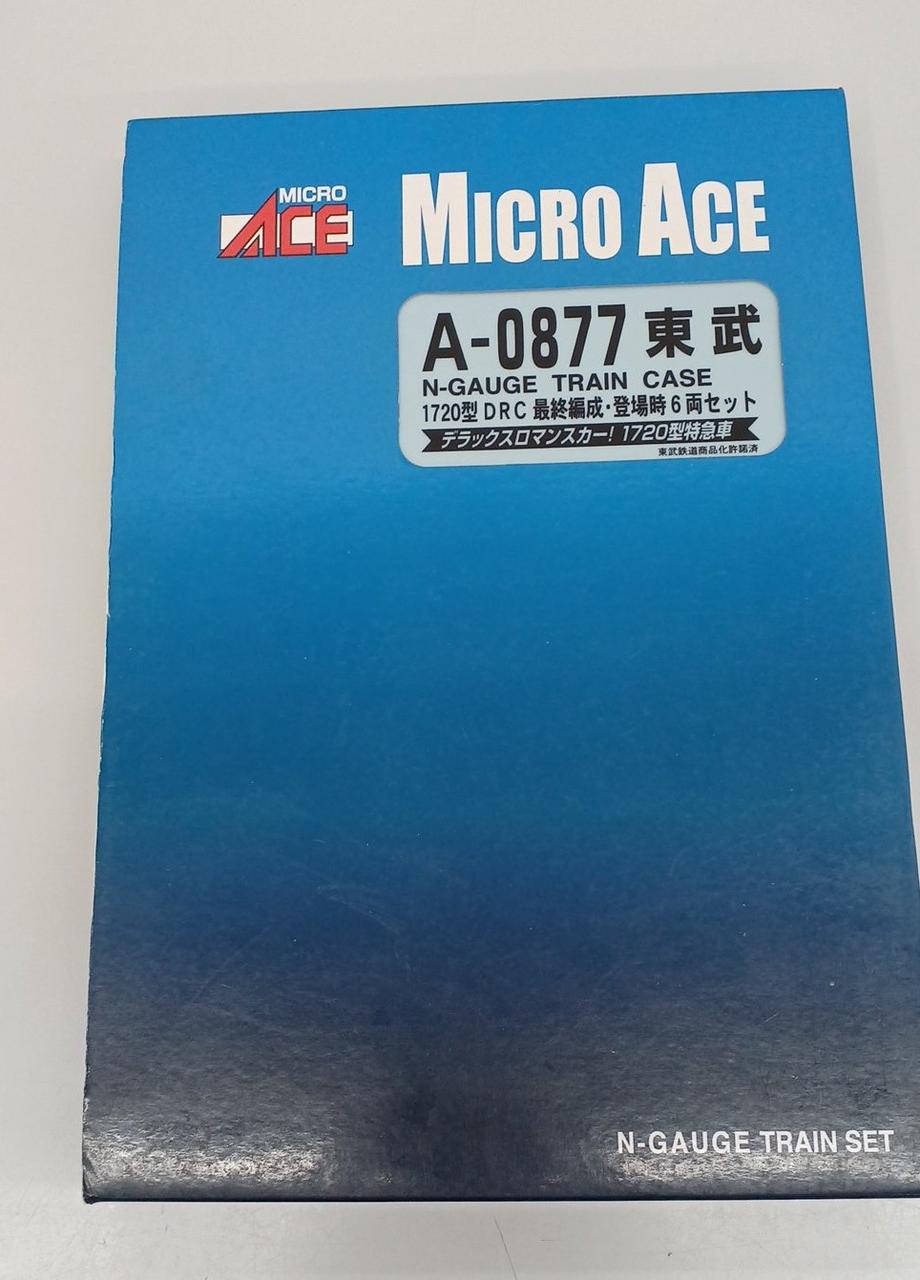 MICRO
ACE
MICRO ACE
A-0877 東武
N-GAUGE TRAIN CASE
1720型DRC 最終編成・登場時6両セット
デラックスロマンスカー! 1720型特急車
東武鉄道商品化許諾済
N-GAUGE TRAIN SET